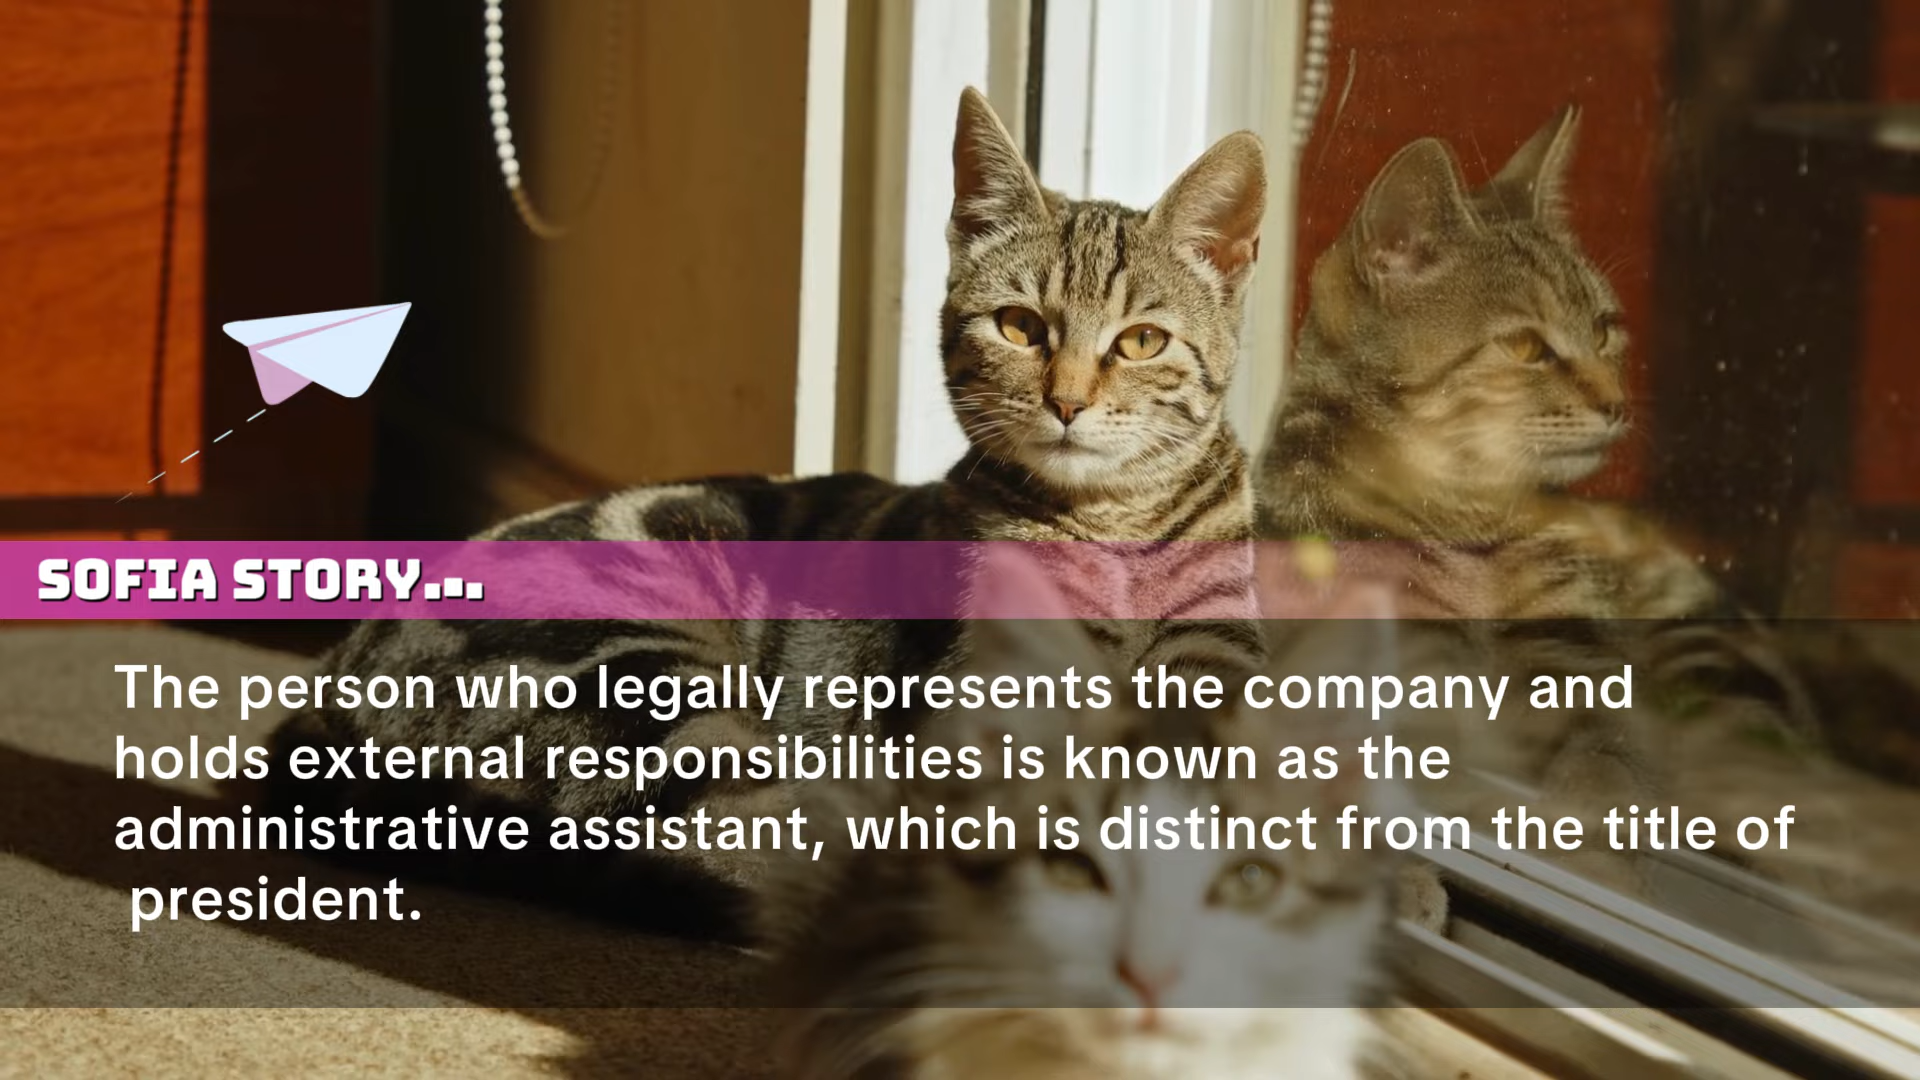 SOFIA STORY...
The person who legally represents the company and
holds external responsibilities is known as the
administrative assistant, which is distinct from the title of
president.